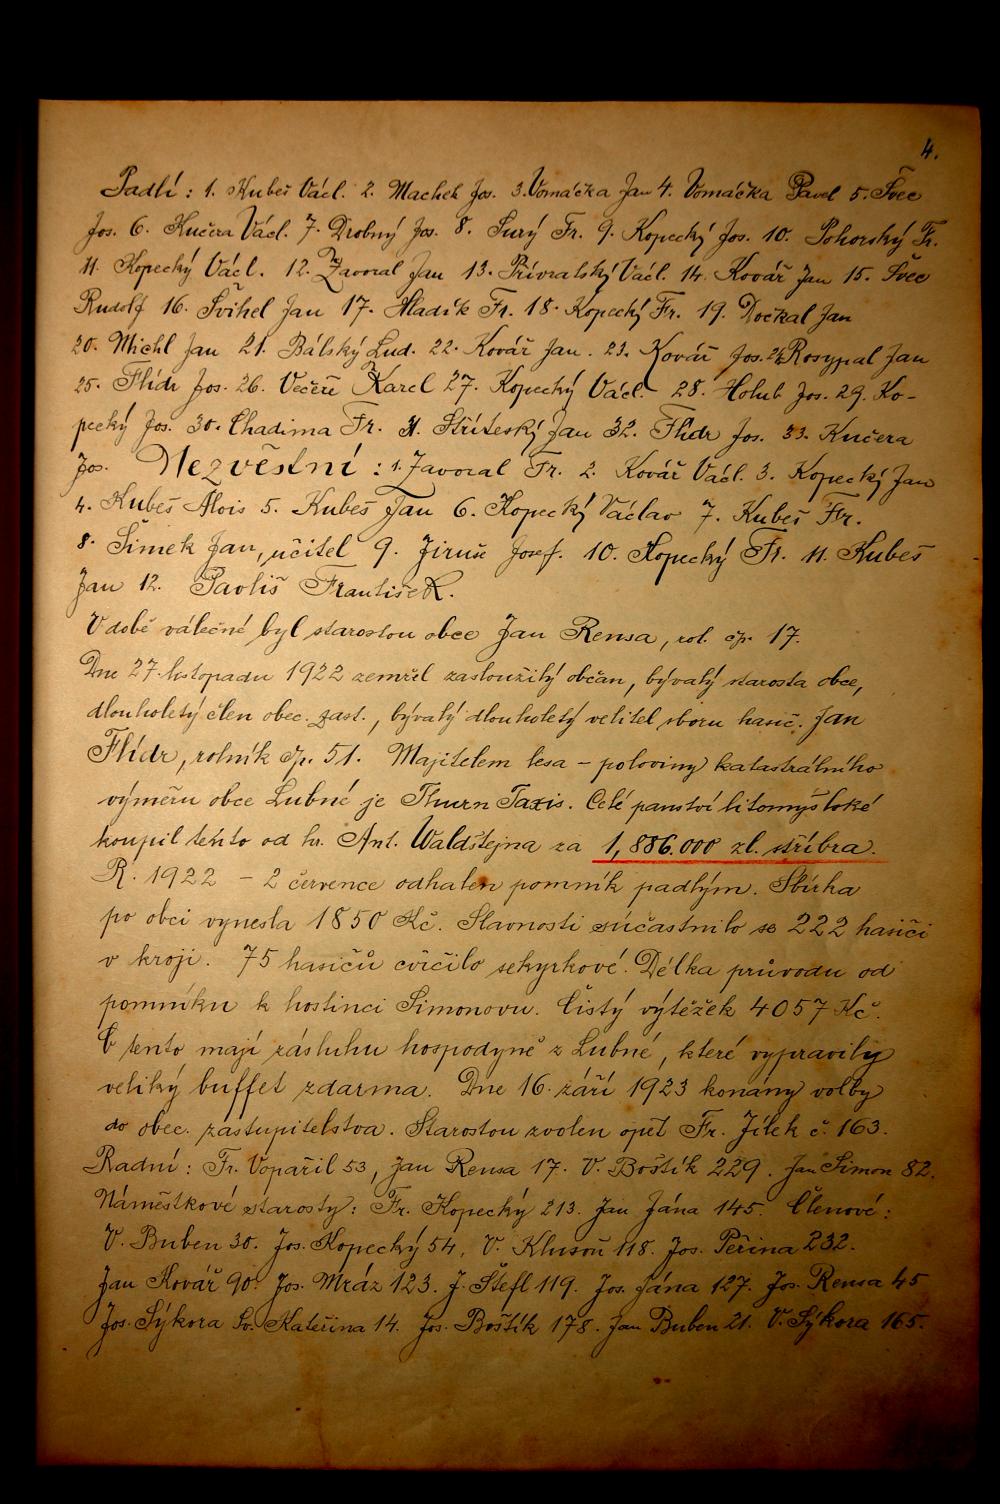 4.
Padlí: 1. Kubeš Václ. 2. Machek Jos. 3. Vomáčka Jan 4. Vomáčka Pavel 5. Švec
Jos. 6. Kučera Václ. 7. Drobný Jos. 8. Surý Fr. 9. Kopecký Jos. 10. Pohorský Fr.
11. Kopecký Václ. 12. Zavoral Jan 13. Přívratský Václ. 14. Kovář Jan 15. Švec
Rudolf 16. Švihel Jan 17. Hladík Fr. 18. Kopecký Fr. 19. Dočkal Jan
20. Michl Jan 21. Bálský Lud. 22. Kovář Jan. 23. Kovář Jos. 24. Rosypal Jan
25. Flídr Jos. 26. Večeř Karel 27. Kopecký Václ. 28. Holub Jos. 29. Ko-
pecký Jos. 30. Chadima Fr. 31. Stříteský Jan 32. Flídr Jos. 33. Kučera
Jos. Nezvěstní: 1. Zavoral Fr. 2. Kovář Václ. 3. Kopecký Jan
4. Kubeš Alois 5. Kubeš Jan 6. Kopecký Václav 7. Kubeš Fr.
8. Šimek Jan, učitel 9. Jiruše Josef. 10. Kopecký Fr. 11. Kubeš
Jan 12. Pavliš František.
V době válečné byl starostou obce Jan Rensa, rol. čp. 17.
Dne 27. listopadu 1922 zemřel zasloužilý občan, bývalý starosta obce,
dlouholetý člen obec. zast., bývalý dlouholetý velitel sboru hasič. Jan
Flídr, rolník čp. 51. Majitelem lesa - poloviny katastrálního
výměru obce Lubné je Thurn Taxis. Celé panství litomyšlské
koupil tento od hr. Ant. Waldštejna za 1,886.000 zl. stříbra.
R. 1922 - 2 července odhalen pomník padlým. Sbírka
po obci vynesla 1850 Kč. Slavnosti súčastnilo se 222 hasiči
v kroji. 75 hasičů cvičilo sekyrkové. Délka průvodu od
pomníku k hostinci Simonovu. Čistý výtěžek 4057 Kč.
O tento mají zásluhu hospodyně z Lubné, které vypravily
veliký buffet zdarma. Dne 16. září 1923 konány volby
do obec. zastupitelstva. Starostou zvolen opět Fr. Jílek č. 163.
Radní: Fr. Vopařil 53, Jan Rensa 17. V. Boštík 229. Jan Simon 82.
Náměstkové starosty: Fr. Kopecký 213. Jan Jána 145. Členové:
V. Buben 30. Jos. Kopecký 54, V. Klusoň 118. Jos. Peřina 232.
Jan Kovář 90. Jos. Mráz 123. J. Štefl 119. Jos. Jána 127. Jos. Rensa 45
Jos. Sýkora Sv. Kateřina 14. Jos. Boštík 178. Jan Buben 21. V. Sýkora 165.